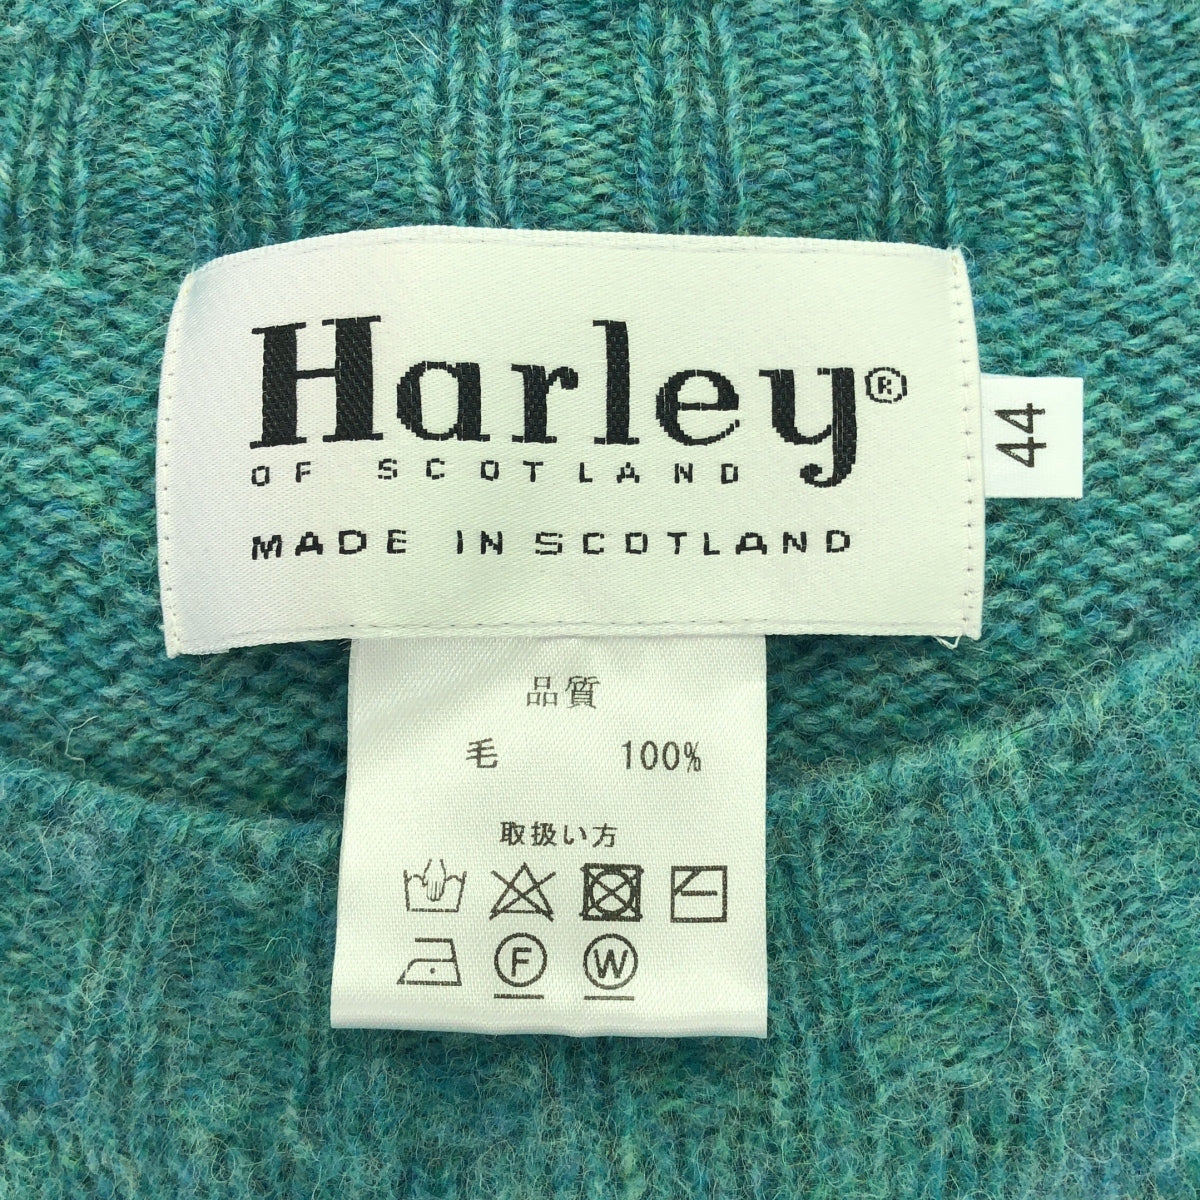 Harley®
OF SCOTLAND
MADE IN SCOTLAND
44
品質
毛 100%
取扱い方
F W